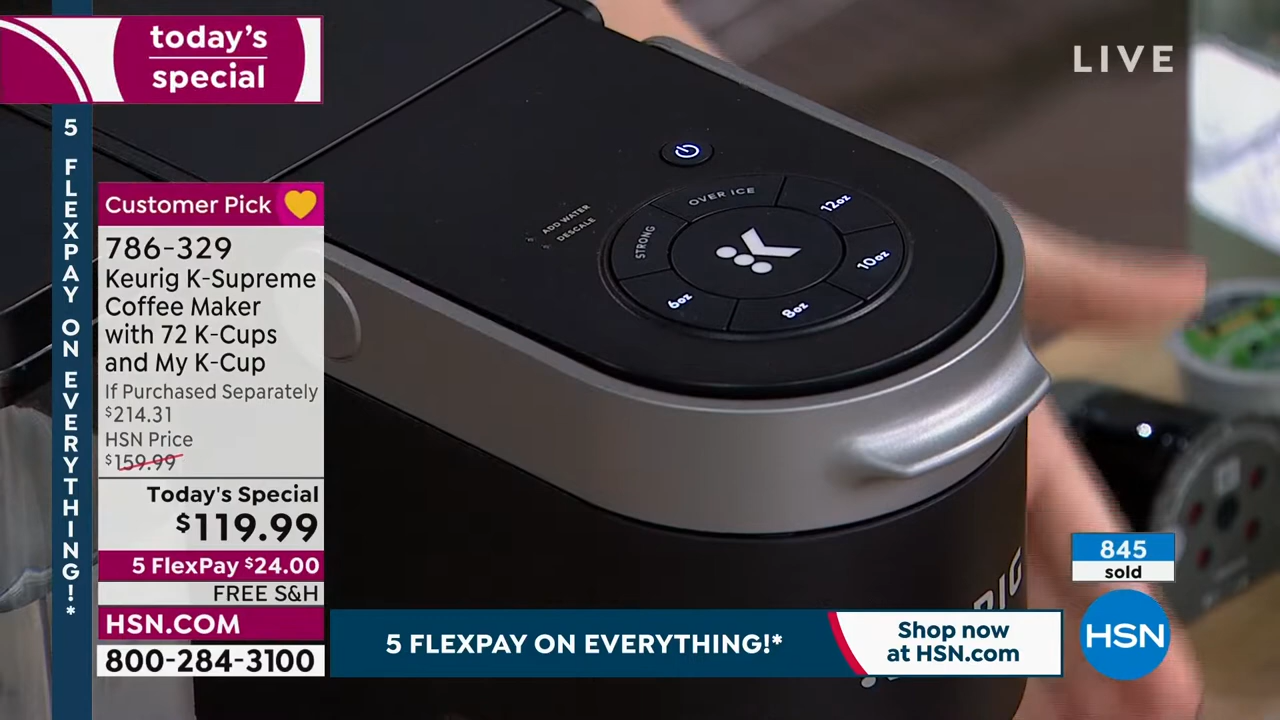 today's
special
LIVE
5 FLEXPAY ON EVERYTHING!*
Customer Pick
786-329
Keurig K-Supreme
Coffee Maker
with 72 K-Cups
and My K-Cup
If Purchased Separately
$214.31
HSN Price
$159.99
Today's Special
$119.99
5 FlexPay $24.00
FREE S&H
HSN.COM
800-284-3100
OVER ICE
STRONG
12oz
10oz
8oz
6oz
ADD WATER
DESCALE
K
845
sold
5 FLEXPAY ON EVERYTHING!*
Shop now
at HSN.com
HSN